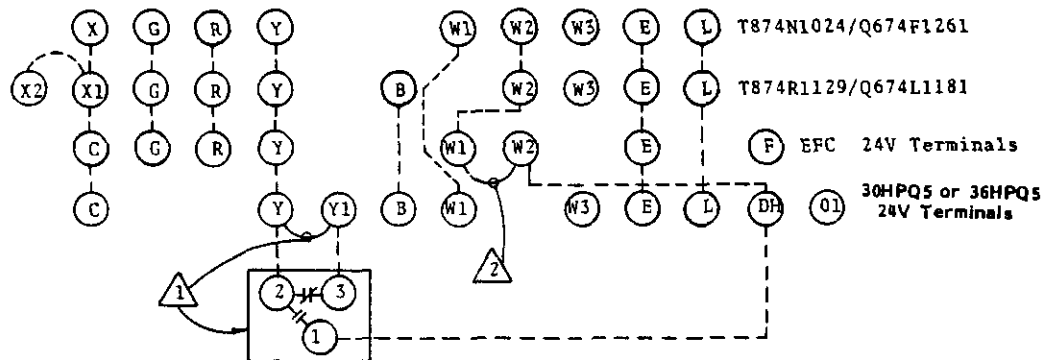 X G R Y W1 W2 W3 E L T874N1024/Q674F1261
X2 X1 G R Y B W2 W3 E L T874R1129/Q674L1181
C G R Y W1 W2 E F EFC 24V Terminals
C Y Y1 B W1 W3 E L DH O1 30HPQ5 or 36HPQ5
24V Terminals
2
1 2 3
1